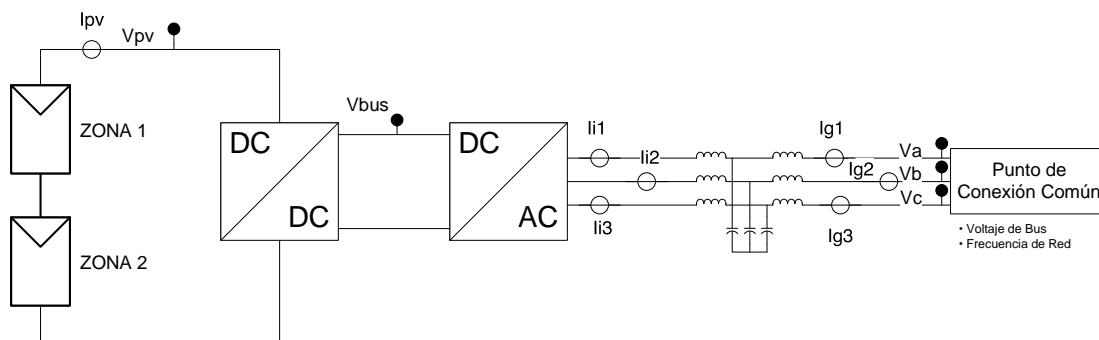 Ipv
Vpv
ZONA 1
ZONA 2
DC
DC
Vbus
DC
AC
Ii1
Ii2
Ii3
Ig1
Ig2
Ig3
Va
Vb
Vc
Punto de
Conexión Común
• Voltaje de Bus
• Frecuencia de Red